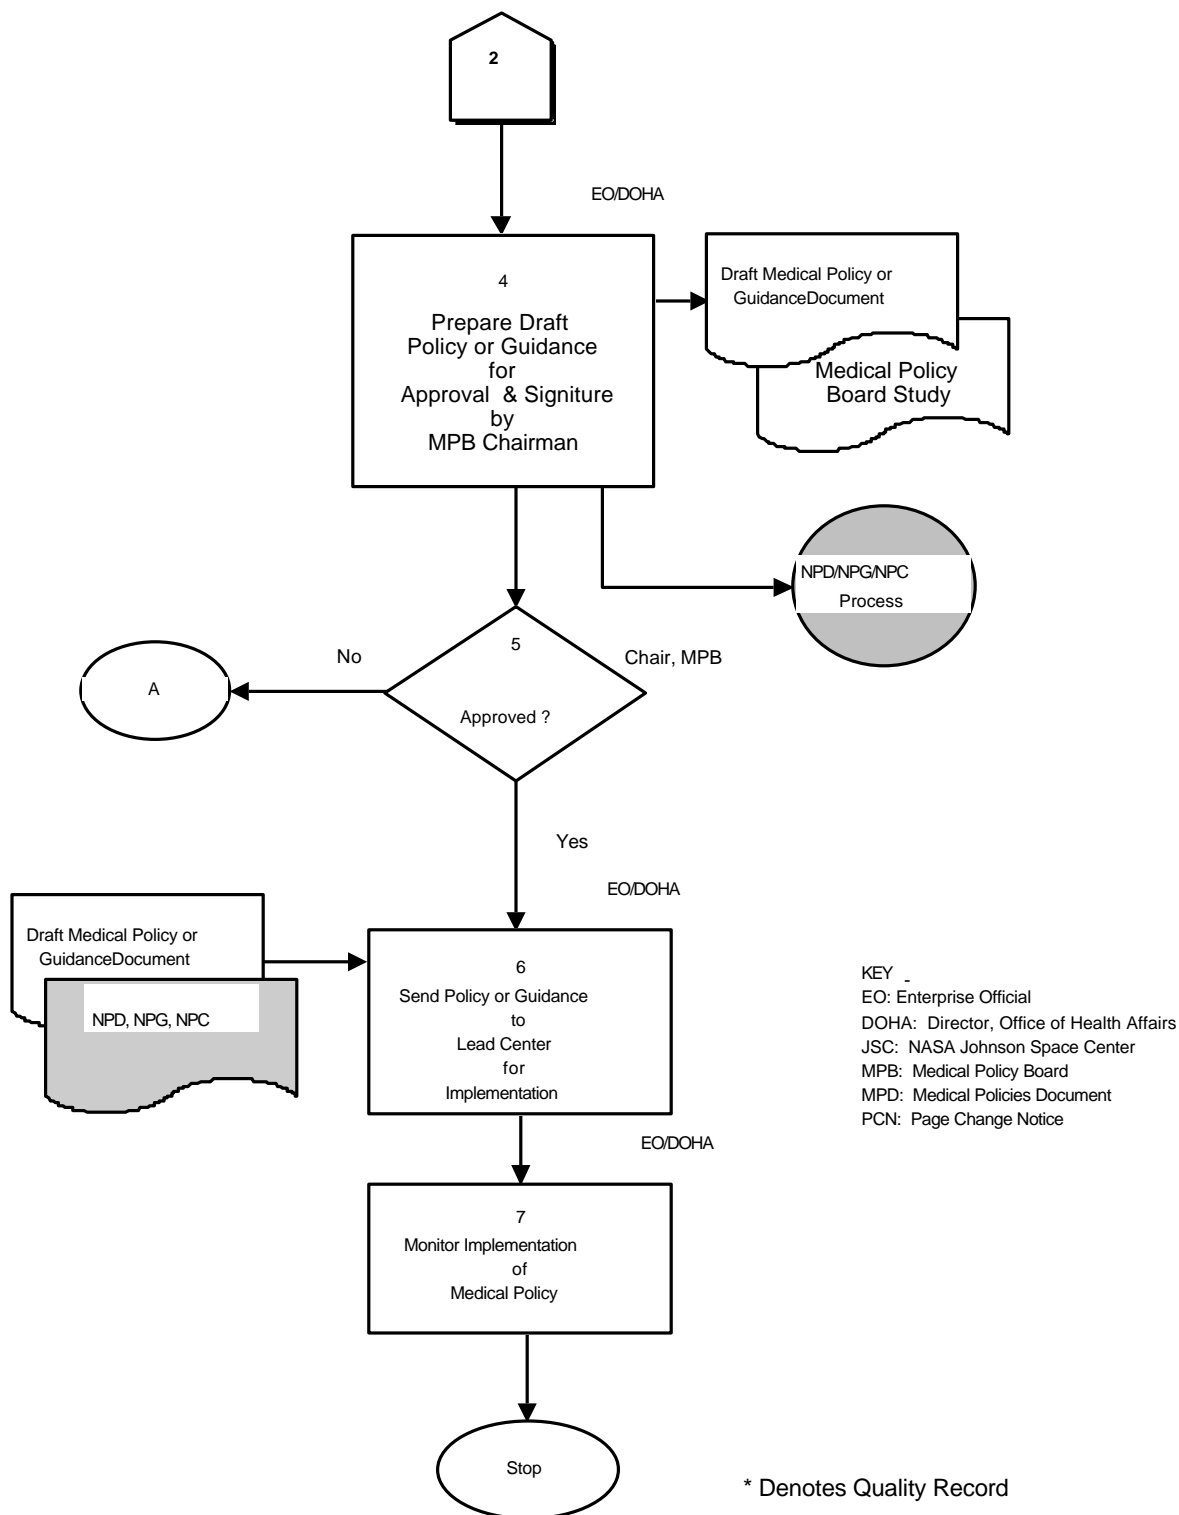 2
EO/DOHA
4
Prepare Draft
Policy or Guidance
for
Approval & Signiture
by
MPB Chairman
Draft Medical Policy or
GuidanceDocument
Medical Policy
Board Study
NPD/NPG/NPC
Process
5
Approved ?
Chair, MPB
No
A
Yes
EO/DOHA
Draft Medical Policy or
GuidanceDocument
NPD, NPG, NPC
6
Send Policy or Guidance
to
Lead Center
for
Implementation
KEY _
EO: Enterprise Official
DOHA: Director, Office of Health Affairs
JSC: NASA Johnson Space Center
MPB: Medical Policy Board
MPD: Medical Policies Document
PCN: Page Change Notice
EO/DOHA
7
Monitor Implementation
of
Medical Policy
Stop
* Denotes Quality Record